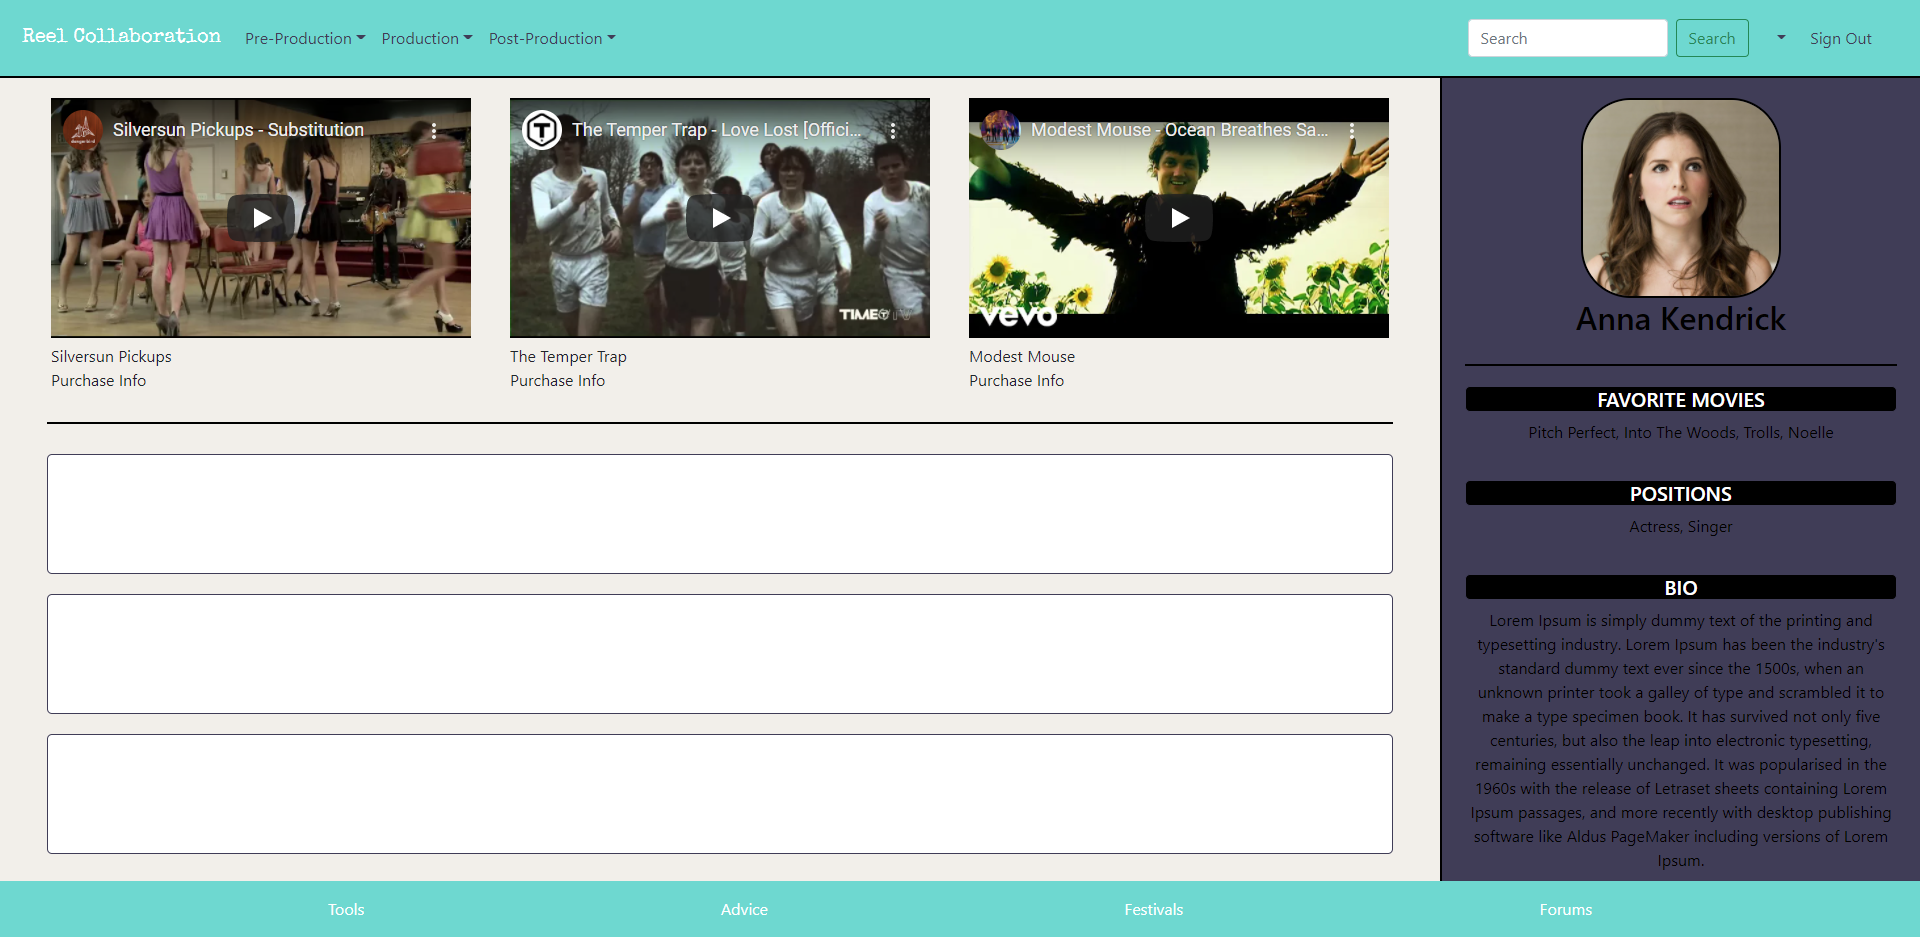 Reel Collaboration
Pre-Production
Production
Post-Production
Search
Search
Sign Out
Silversun Pickups - Substitution
The Temper Trap - Love Lost [Offici...
Modest Mouse - Ocean Breathes Sa...
vevo
Silversun Pickups
Purchase Info
The Temper Trap
Purchase Info
Modest Mouse
Purchase Info
Anna Kendrick
FAVORITE MOVIES
Pitch Perfect, Into The Woods, Trolls, Noelle
POSITIONS
Actress, Singer
BIO
Lorem Ipsum is simply dummy text of the printing and
typesetting industry. Lorem Ipsum has been the industry's
standard dummy text ever since the 1500s, when an
unknown printer took a galley of type and scrambled it to
make a type specimen book. It has survived not only five
centuries, but also the leap into electronic typesetting,
remaining essentially unchanged. It was popularised in the
1960s with the release of Letraset sheets containing Lorem
Ipsum passages, and more recently with desktop publishing
software like Aldus PageMaker including versions of Lorem
Ipsum.
Tools
Advice
Festivals
Forums